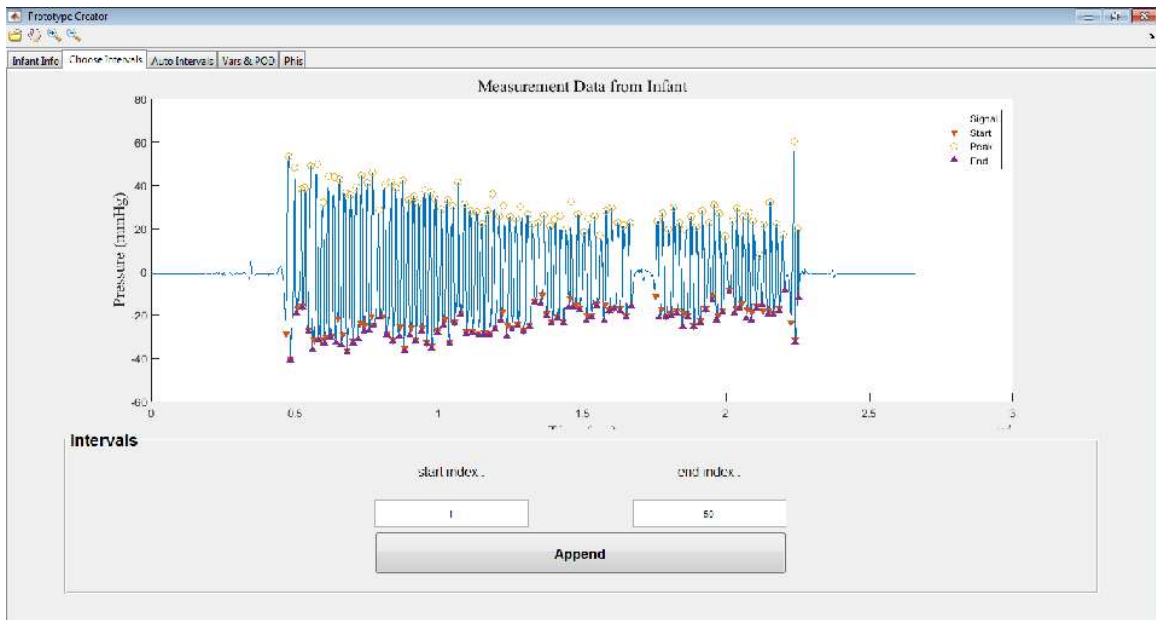 Prototype Creator
Infant Info Choose Intervals Auto Intervals Vars & POD Phis
Measurement Data from Infant
Signal
Start
Peak
End
Pressure (mmHg)
80
60
40
20
0
-20
-40
-60
0 0.5 1 1.5 2 2.5 3
Intervals
start index :
end index :
1
50
Append